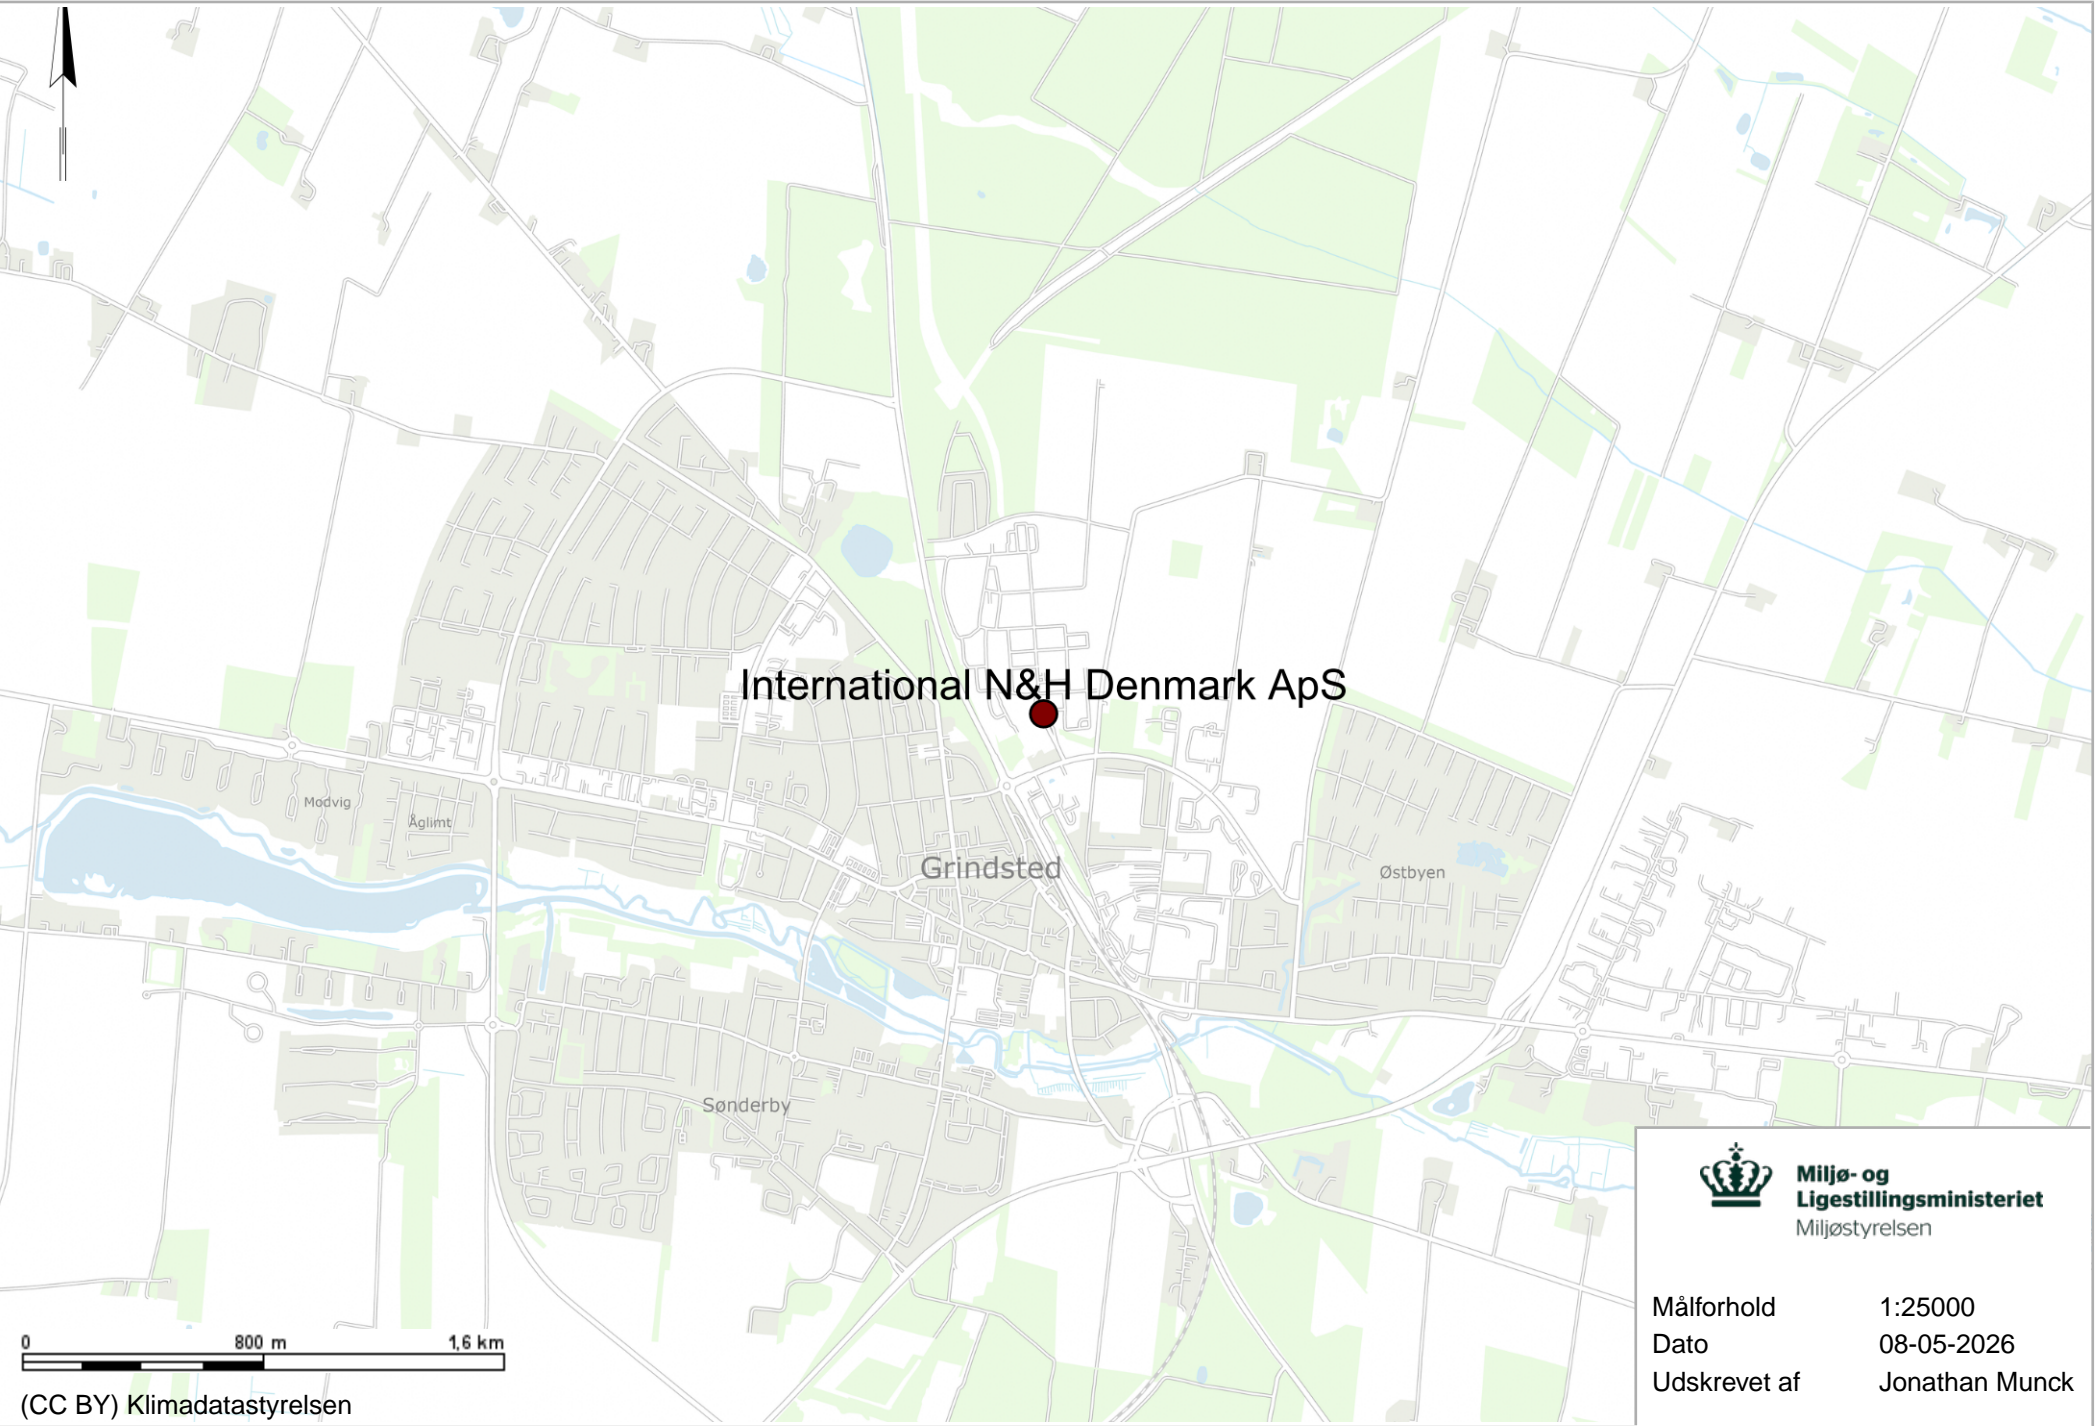 International N&H Denmark ApS
Modvig
Åglimt
Grindsted
Østbyen
Sønderby
Miljø- og
Ligestillingsministeriet
Miljøstyrelsen
Målforhold 1:25000
Dato 08-05-2026
Udskrevet af Jonathan Munck
0 800 m 1,6 km
(CC BY) Klimadatastyrelsen